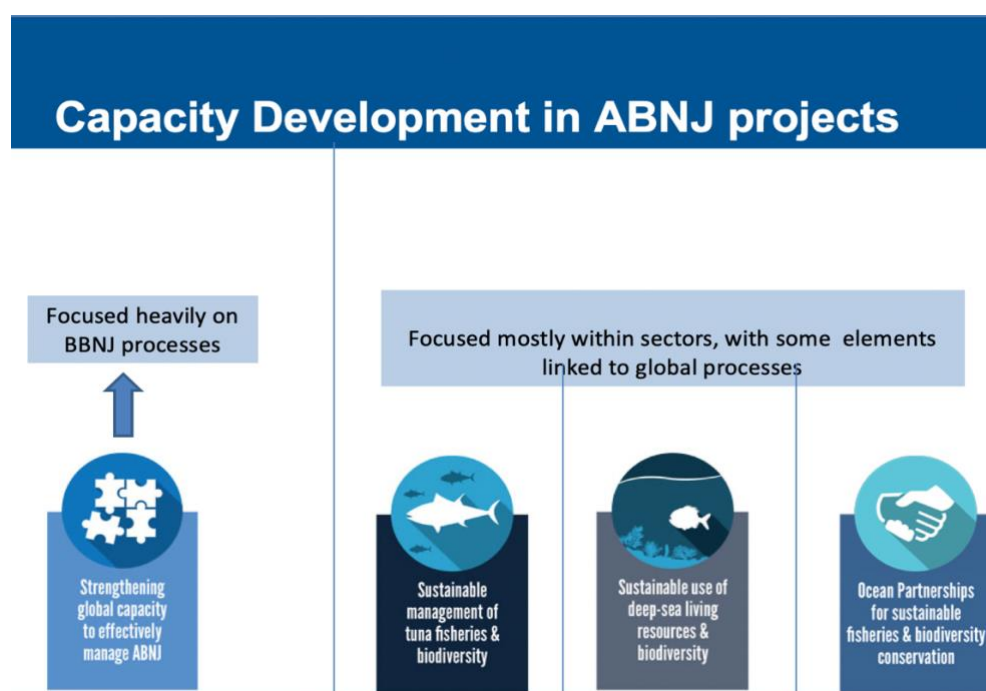 Capacity Development in ABNJ projects
Focused heavily on
BBNJ processes
Focused mostly within sectors, with some elements
linked to global processes
Strengthening
global capacity
to effectively
manage ABNJ
Sustainable
management of
tuna fisheries &
biodiversity
Sustainable use of
deep-sea living
resources &
biodiversity
Ocean Partnerships
for sustainable
fisheries & biodiversity
conservation